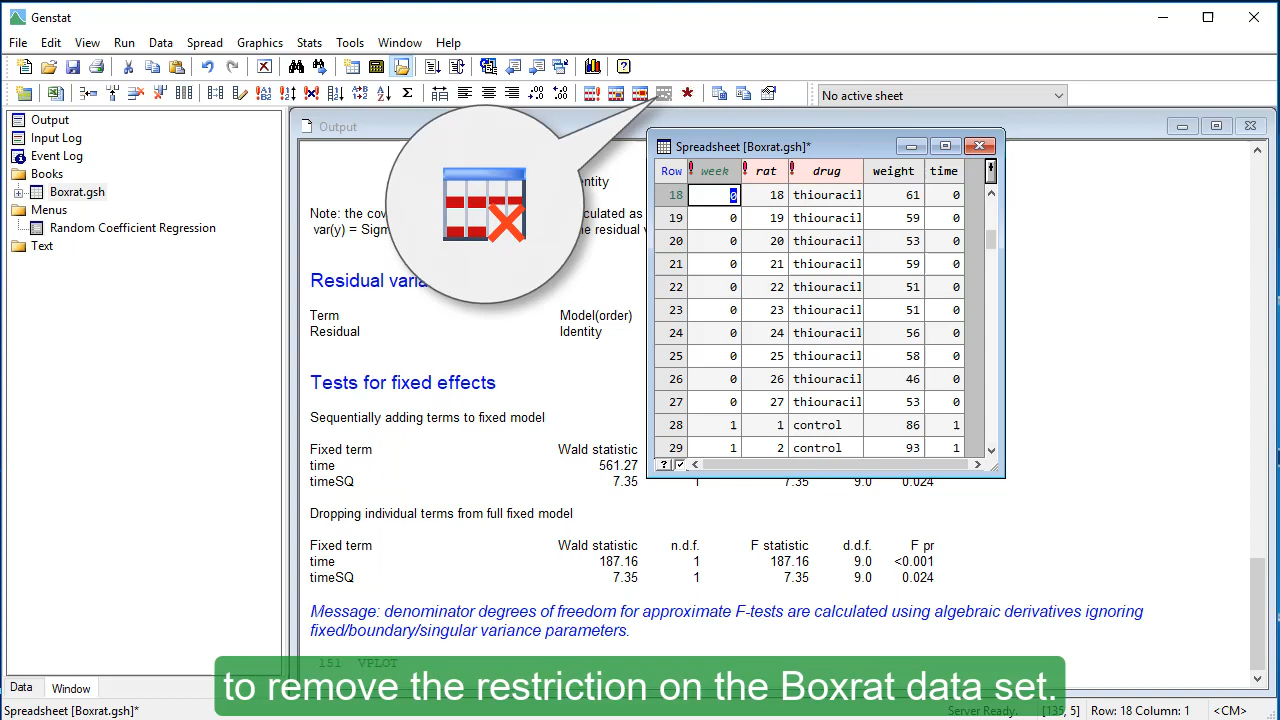 Genstat
File Edit View Run Data Spread Graphics Stats Tools Window Help
No active sheet
Output
Input Log
Event Log
Books
Boxrat.gsh
Menus
Random Coefficient Regression
Text
Data Window
Output
Note: the cov
var(y) = Sigm
entity
culated as
e residual v
Residual varia
Term Model(order)
Residual Identity
Tests for fixed effects
Sequentially adding terms to fixed model
Fixed term Wald statistic
time 561.27
timeSQ 7.35 1 7.35 9.0 0.024
Dropping individual terms from full fixed model
Fixed term Wald statistic n.d.f. F statistic d.d.f. F pr
time 187.16 1 187.16 9.0 <0.001
timeSQ 7.35 1 7.35 9.0 0.024
Message: denominator degrees of freedom for approximate F-tests are calculated using algebraic derivatives ignoring
fixed/boundary/singular variance parameters.
151 VPLOT
Spreadsheet [Boxrat.gsh]*
Row week rat drug weight time
18 0 18 thiouracil 61 0
19 0 19 thiouracil 59 0
20 0 20 thiouracil 53 0
21 0 21 thiouracil 59 0
22 0 22 thiouracil 51 0
23 0 23 thiouracil 51 0
24 0 24 thiouracil 56 0
25 0 25 thiouracil 58 0
26 0 26 thiouracil 46 0
27 0 27 thiouracil 53 0
28 1 1 control 86 1
29 1 2 control 93 1
to remove the restriction on the Boxrat data set.
Spreadsheet [Boxrat.gsh]* Server Ready. [135, 5] Row: 18 Column: 1 <CM>